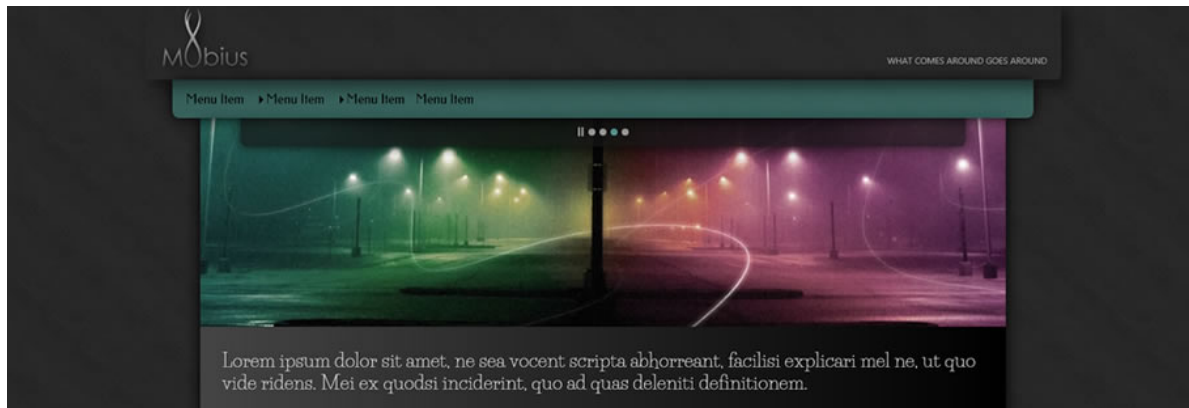 Möbius
WHAT COMES AROUND GOES AROUND
Menu Item Menu Item Menu Item Menu Item
Lorem ipsum dolor sit amet, ne sea vocent scripta abhorreant, facilisi explicari mel ne, ut quo
vide ridens. Mei ex quodsi inciderint, quo ad quas deleniti definitionem.